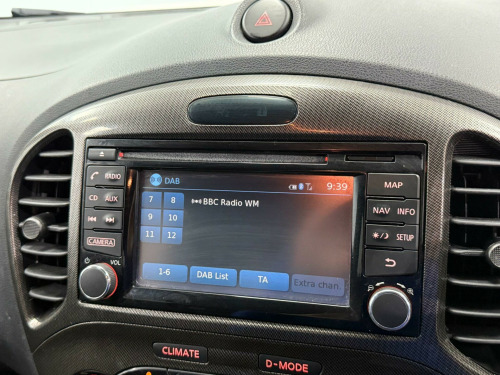 DAB 9:39
7 8 BBC Radio WM
9 10
11 12
1-6 DAB List TA Extra chan.
RADIO
CD AUX
CAMERA
VOL
MAP
NAV INFO
SETUP
CLIMATE D-MODE